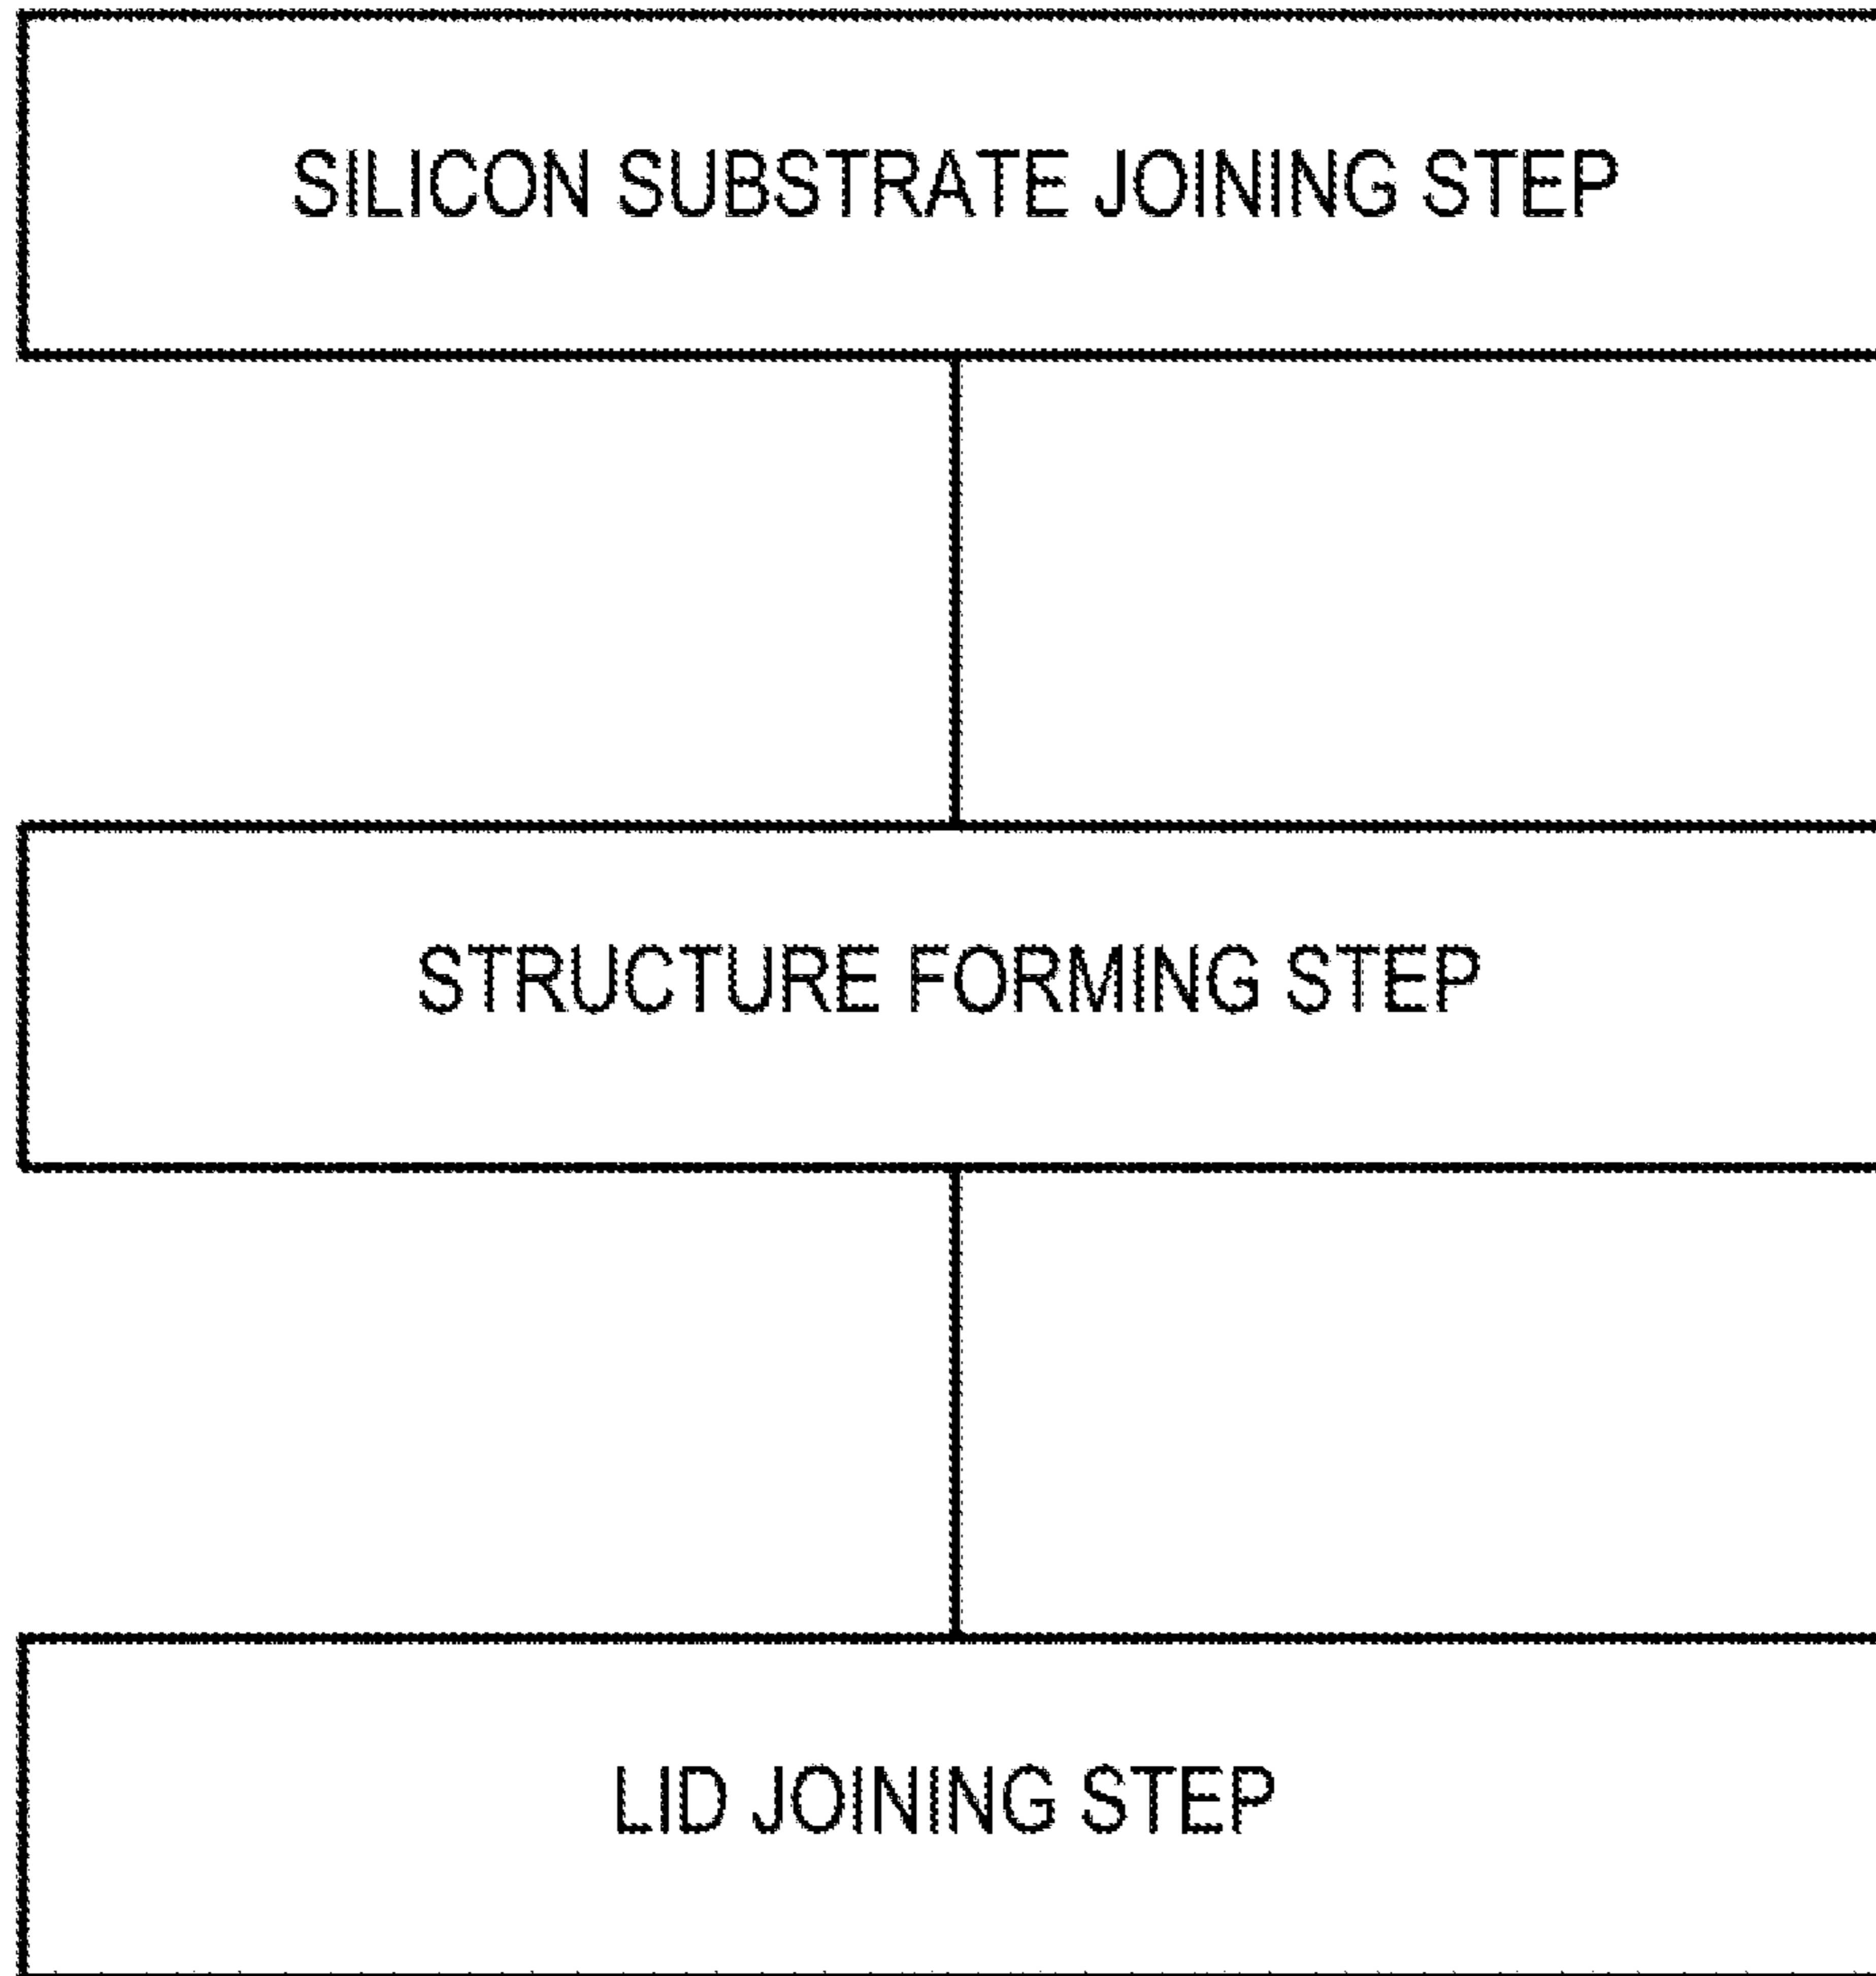 SILICON SUBSTRATE JOINING STEP
STRUCTURE FORMING STEP
LID JOINING STEP